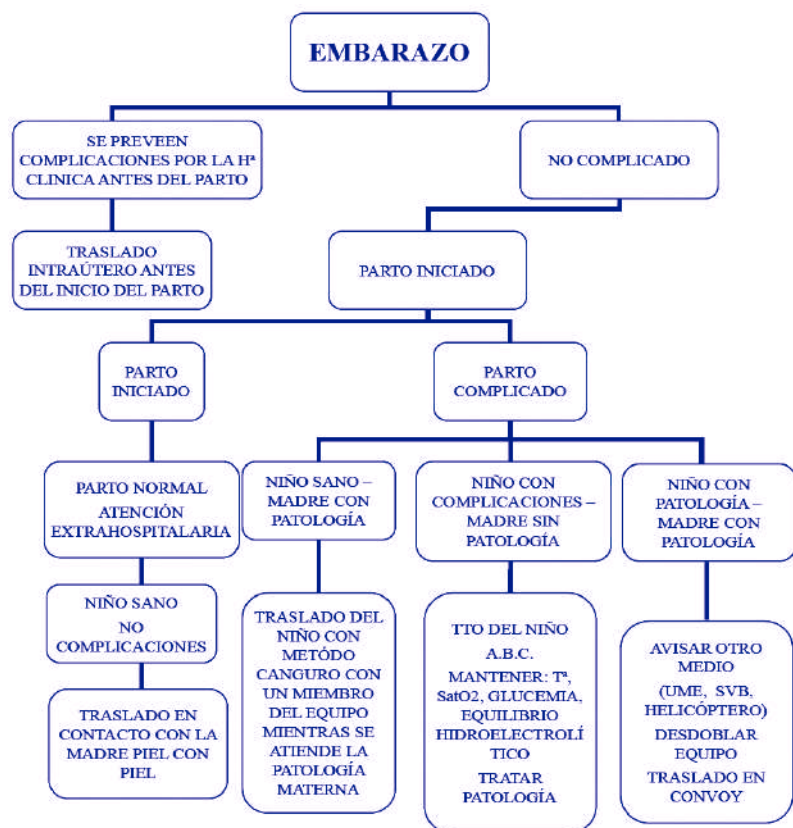 EMBARAZO
SE PREVEEN
COMPLICACIONES POR LA Hª
CLINICA ANTES DEL PARTO
NO COMPLICADO
TRASLADO
INTRAÚTERO ANTES
DEL INICIO DEL PARTO
PARTO INICIADO
PARTO
INICIADO
PARTO
COMPLICADO
PARTO NORMAL
ATENCIÓN
EXTRAHOSPITALARIA
NIÑO SANO –
MADRE CON
PATOLOGÍA
NIÑO CON
COMPLICACIONES –
MADRE SIN
PATOLOGÍA
NIÑO CON
PATOLOGÍA –
MADRE CON
PATOLOGÍA
NIÑO SANO
NO
COMPLICACIONES
TRASLADO EN
CONTACTO CON LA
MADRE PIEL CON
PIEL
TRASLADO DEL
NIÑO CON
METÓDO
CANGURO CON
UN MIEMBRO
DEL EQUIPO
MIENTRAS SE
ATIENDE LA
PATOLOGÍA
MATERNA
TTO DEL NIÑO
A.B.C.
MANTENER: Tª,
SatO2, GLUCEMIA,
EQUILIBRIO
HIDROELECTROLÍ
TICO
TRATAR
PATOLOGÍA
AVISAR OTRO
MEDIO
(UME, SVB,
HELICÓPTERO)
DESDOBLAR
EQUIPO
TRASLADO EN
CONVOY